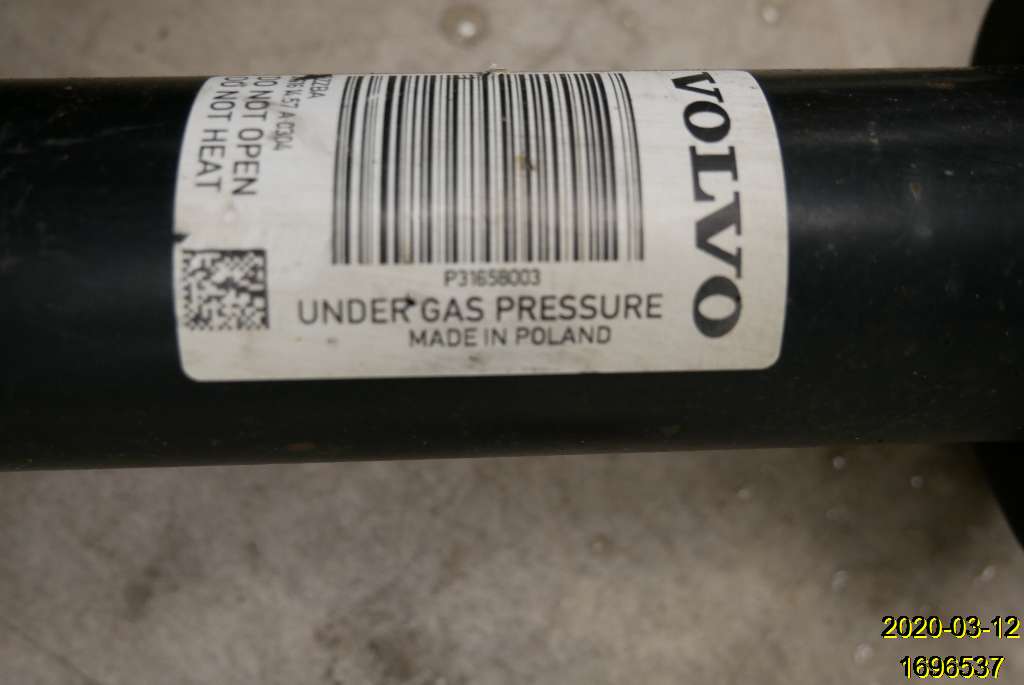 VOLVO
P31658003
UNDER GAS PRESSURE
MADE IN POLAND
DO NOT OPEN
DO NOT HEAT
2020-03-12
1696537